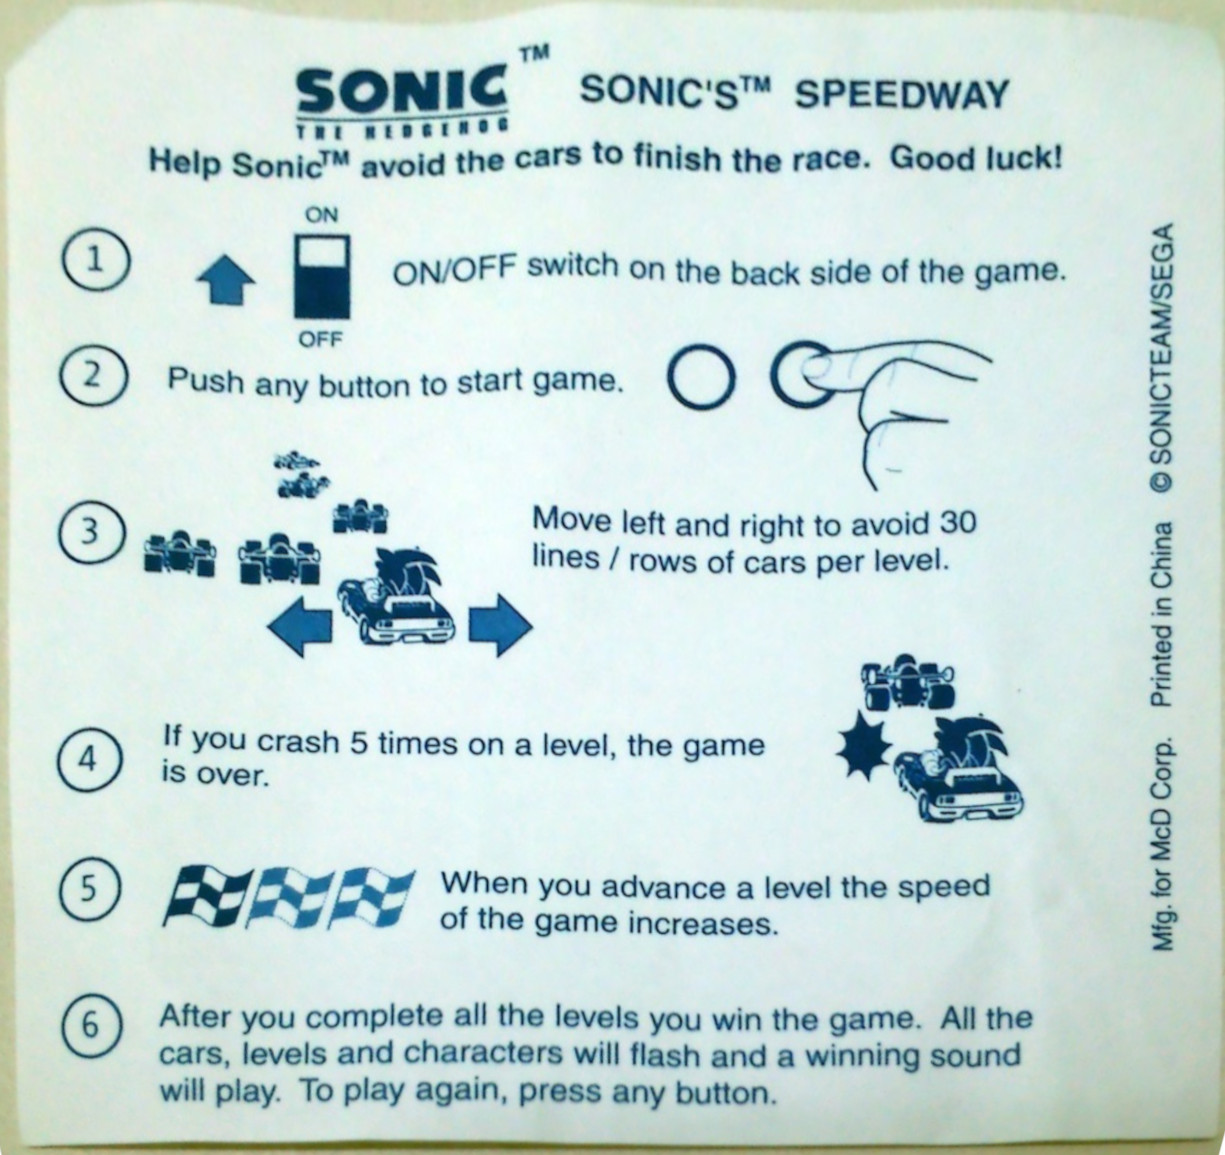 SONIC™ SONIC'S™ SPEEDWAY
THE HEDGEHOG
Help Sonic™ avoid the cars to finish the race. Good luck!
ON
1 ON/OFF switch on the back side of the game.
OFF
2 Push any button to start game.
3 Move left and right to avoid 30
lines / rows of cars per level.
4 If you crash 5 times on a level, the game
is over.
5 When you advance a level the speed
of the game increases.
6 After you complete all the levels you win the game. All the
cars, levels and characters will flash and a winning sound
will play. To play again, press any button.
Mfg. for McD Corp. Printed in China © SONICTEAM/SEGA